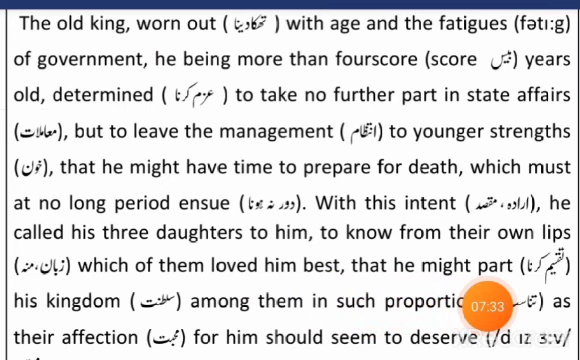 The old king, worn out ( تھکا دینا ) with age and the fatigues (fətɪ:g)
of government, he being more than fourscore (score بیس) years
old, determined ( عزم کرنا ) to take no further part in state affairs
(معاملات), but to leave the management ( انتظام) to younger strengths
(خون), that he might have time to prepare for death, which must
at no long period ensue (دور نہ ہونا). With this intent ( ارادہ، مقصد), he
called his three daughters to him, to know from their own lips
(زبان، منہ) which of them loved him best, that he might part (تقسیم کرنا)
his kingdom ( سلطنت) among them in such 07:33 as
their affection (محبت) for him should seem to deserve